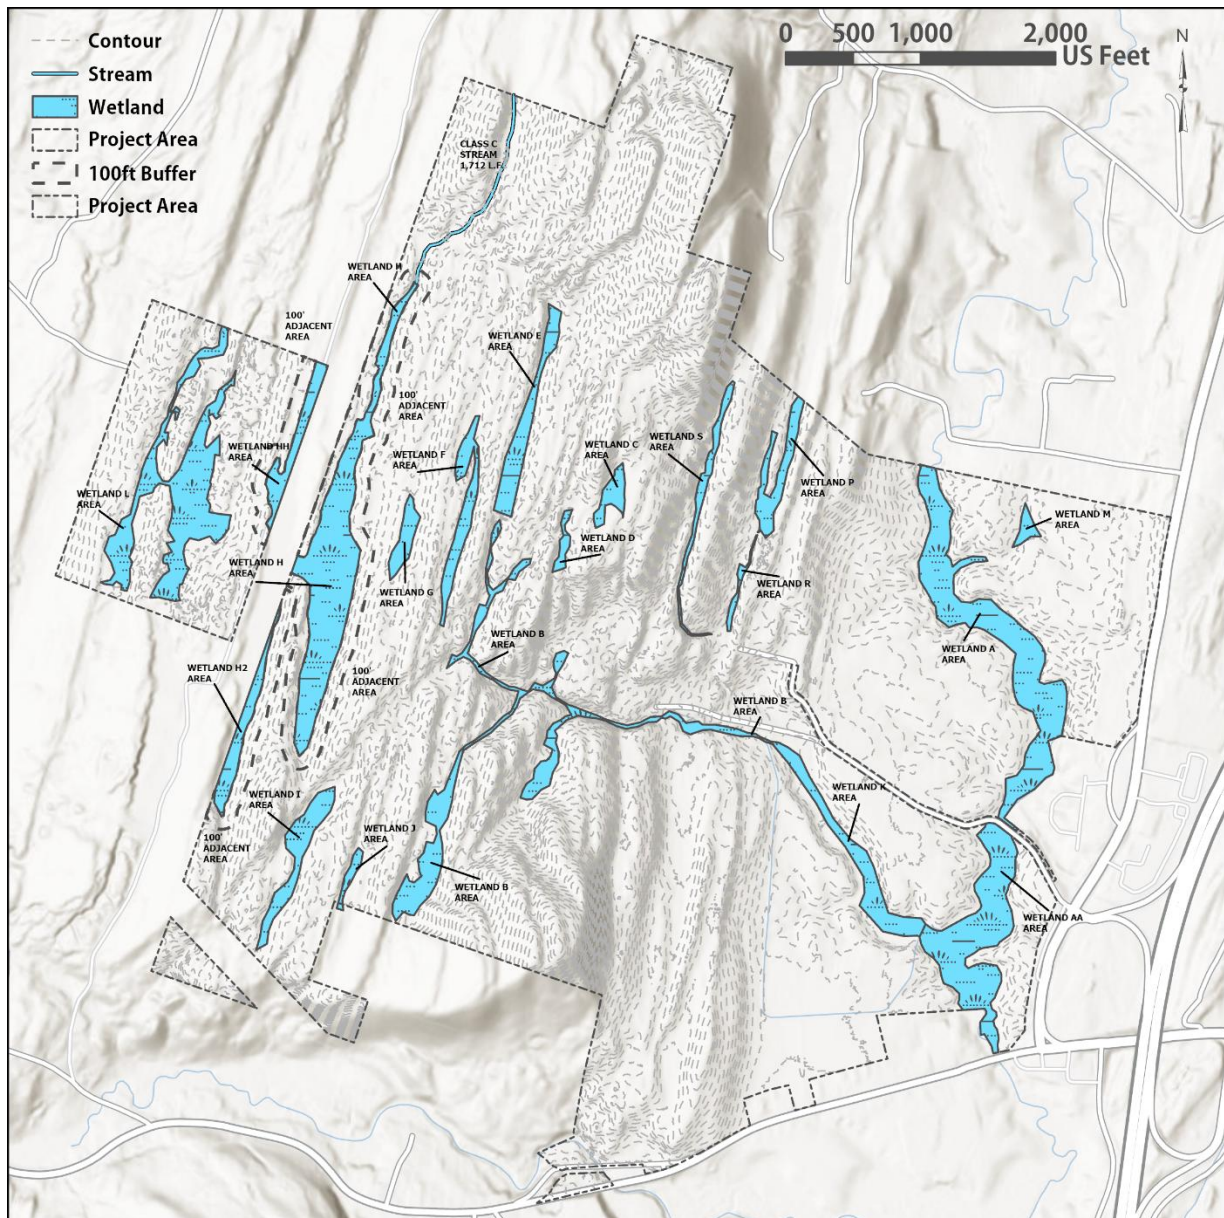 Contour
Stream
Wetland
Project Area
100ft Buffer
Project Area
0 500 1,000 2,000
US Feet
N
CLASS C
STREAM
1,712 L.F.
WETLAND H
AREA
100'
ADJACENT
AREA
WETLAND E
AREA
100'
ADJACENT
AREA
WETLAND HH
AREA
WETLAND F
AREA
WETLAND C
AREA
WETLAND S
AREA
WETLAND P
AREA
WETLAND L
AREA
WETLAND M
AREA
WETLAND D
AREA
WETLAND H
AREA
WETLAND G
AREA
WETLAND R
AREA
WETLAND B
AREA
WETLAND A
AREA
WETLAND H2
AREA
100'
ADJACENT
AREA
WETLAND B
AREA
WETLAND I
AREA
WETLAND K
AREA
100'
ADJACENT
AREA
WETLAND J
AREA
WETLAND B
AREA
WETLAND AA
AREA